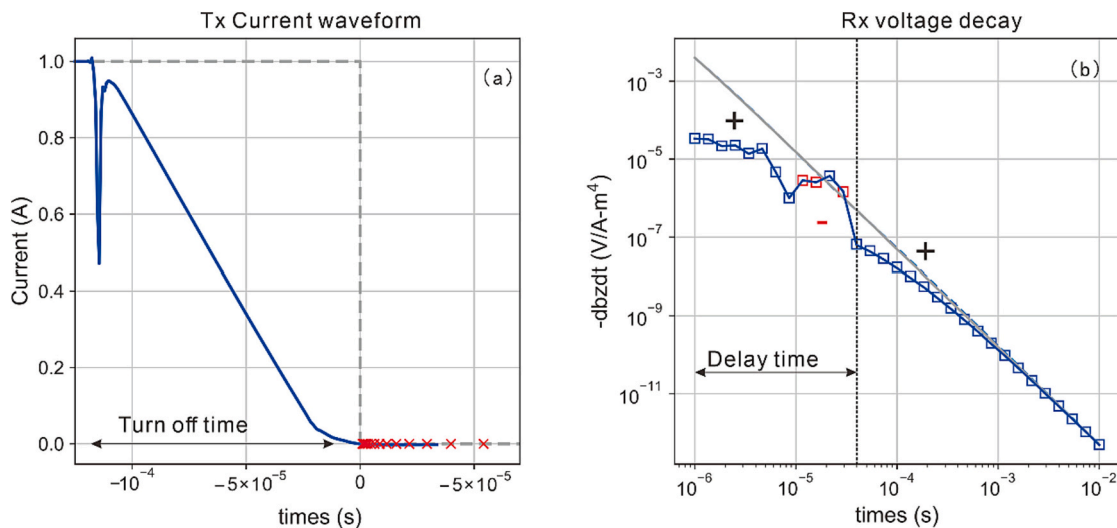 Tx Current waveform
(a)
Current (A)
1.0
0.8
0.6
0.4
0.2
0.0
Turn off time
−10⁻⁴
−5×10⁻⁵
0
−5×10⁻⁵
times (s)
Rx voltage decay
(b)
-dbzdt (V/A-m⁴)
10⁻³
10⁻⁵
10⁻⁷
10⁻⁹
10⁻¹¹
+
-
+
Delay time
10⁻⁶
10⁻⁵
10⁻⁴
10⁻³
10⁻²
times (s)